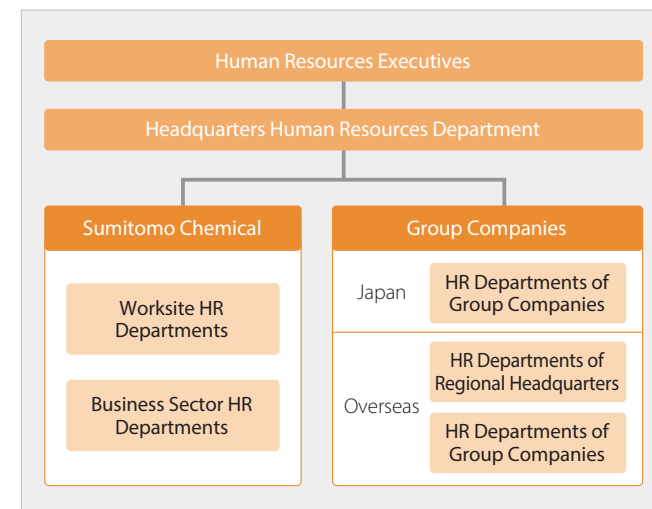 Human Resources Executives
Headquarters Human Resources Department
Sumitomo Chemical
Worksite HR
Departments
Business Sector HR
Departments
Group Companies
Japan
HR Departments of
Group Companies
Overseas
HR Departments of
Regional Headquarters
HR Departments of
Group Companies